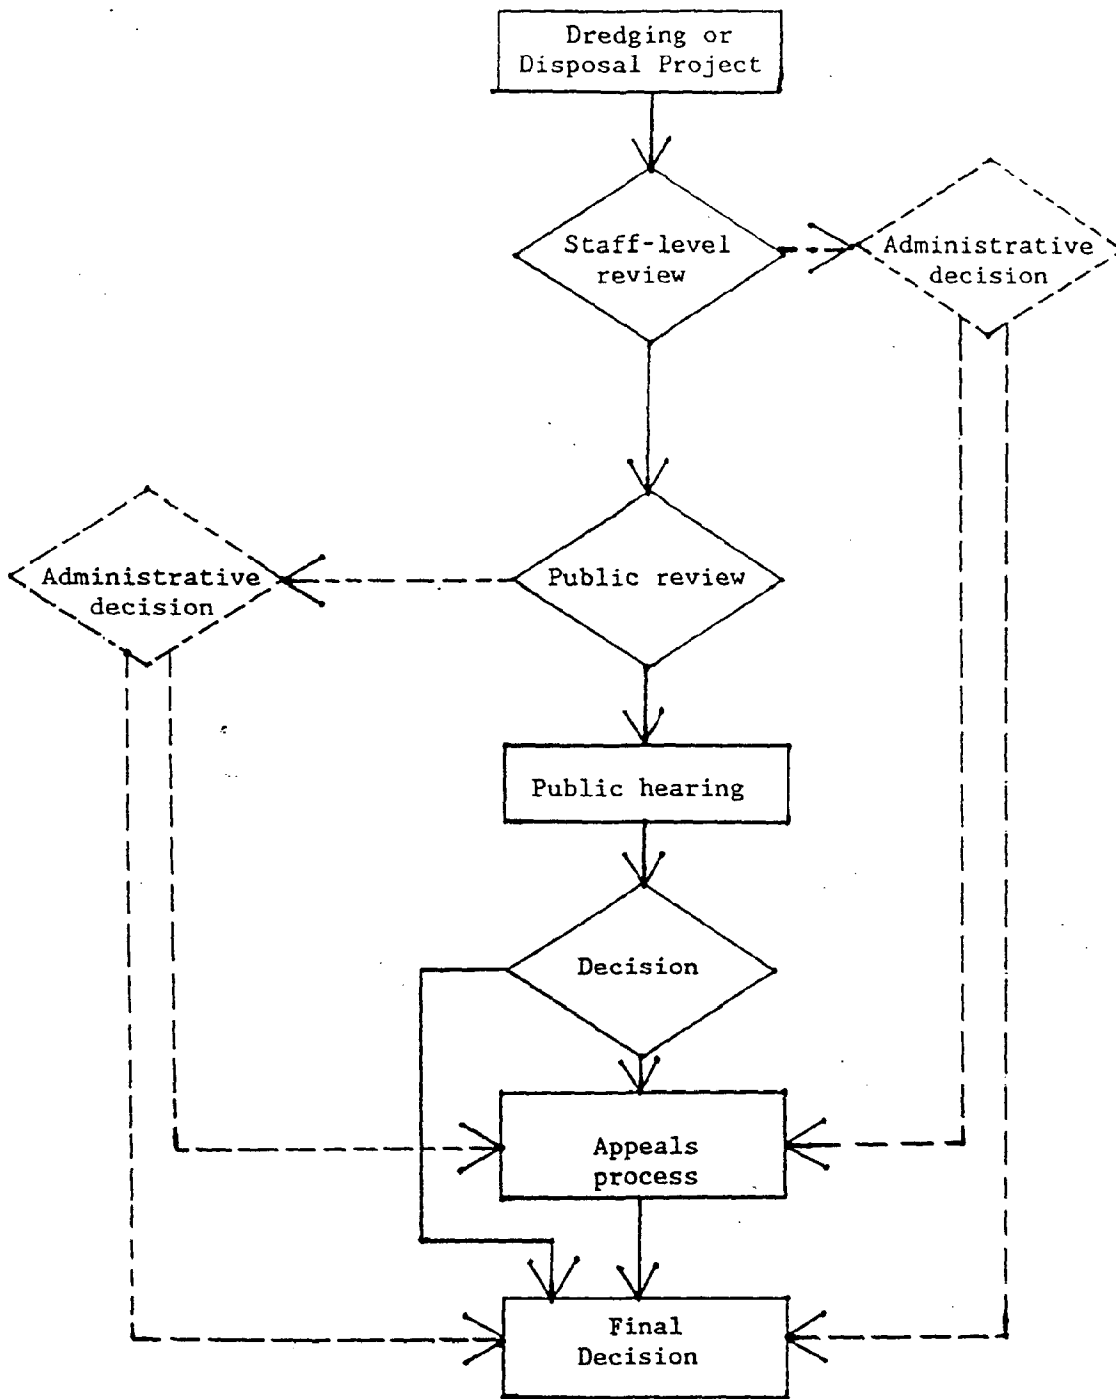 Dredging or
Disposal Project
Staff-level
review
Administrative
decision
Administrative
decision
Public review
Public hearing
Decision
Appeals
process
Final
Decision